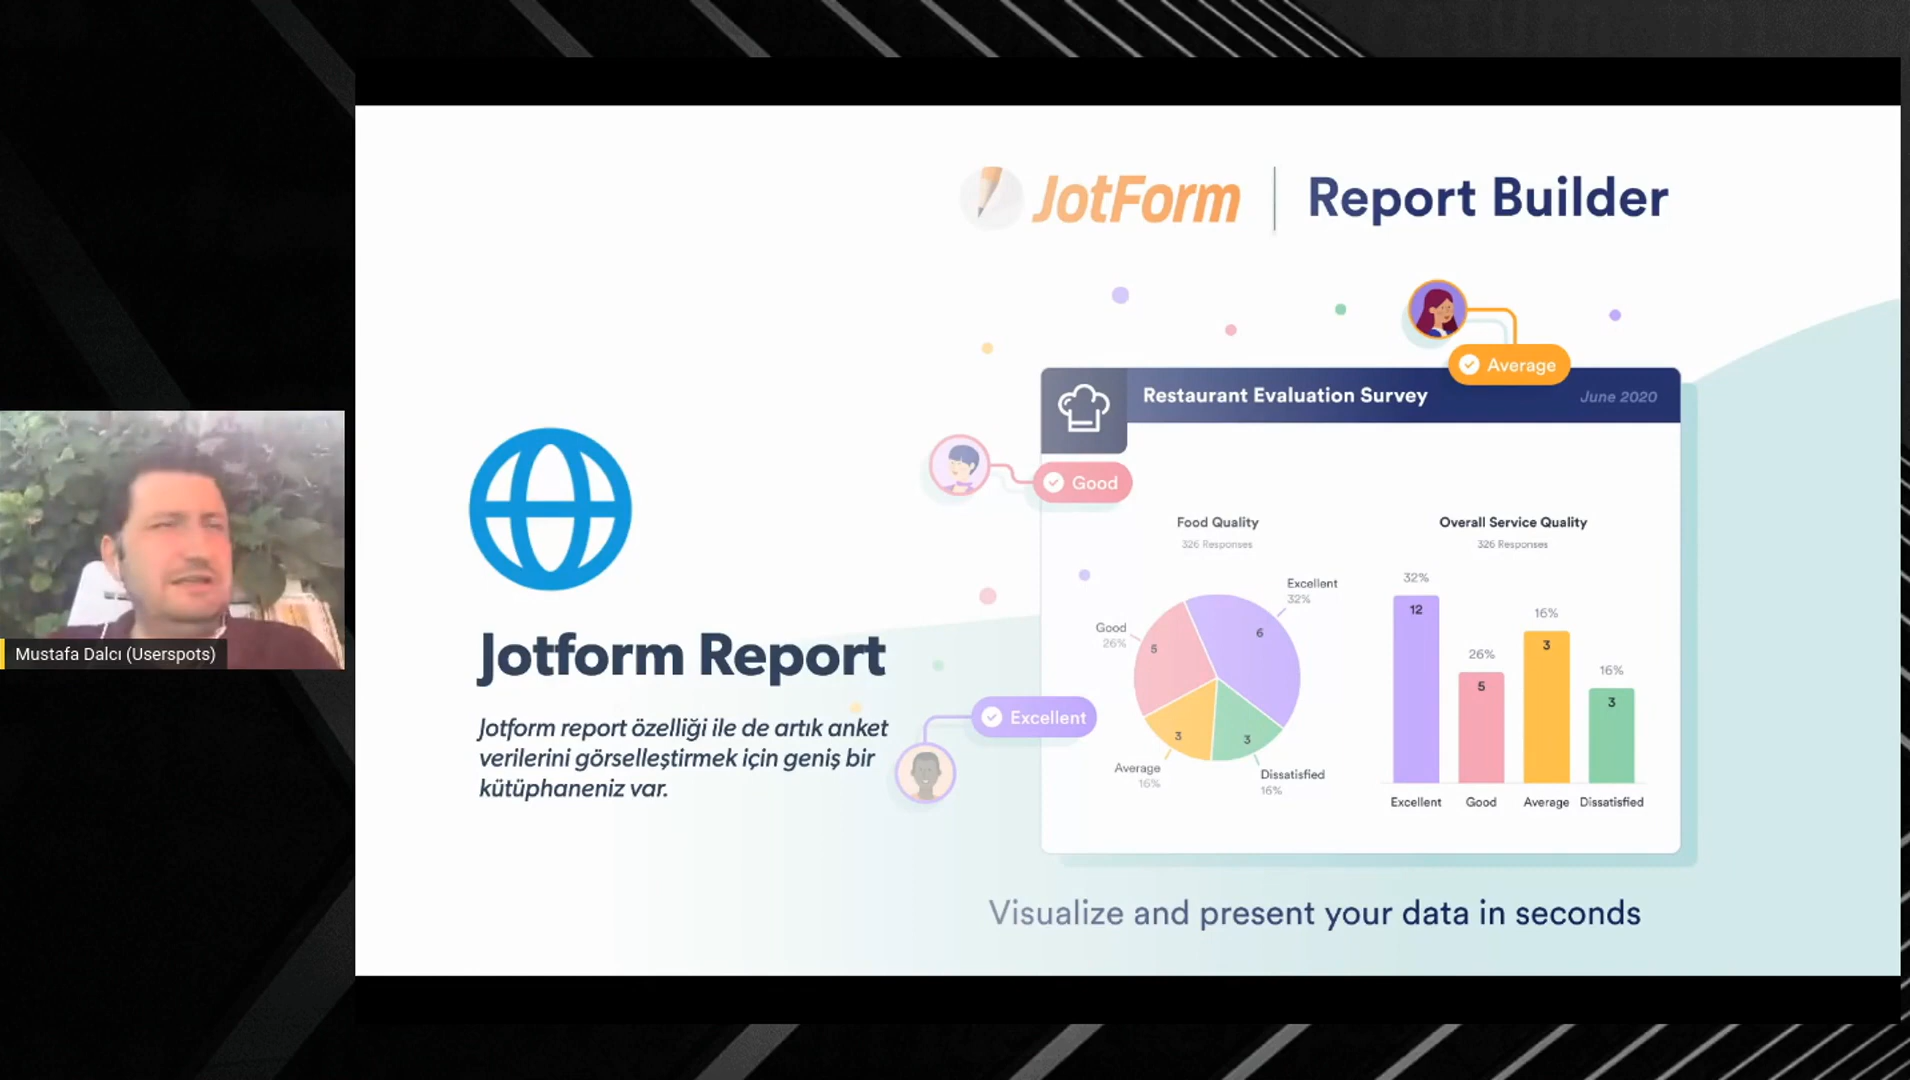 JotForm
Report Builder
Average
Restaurant Evaluation Survey
June 2020
Good
Food Quality
326 Responses
Overall Service Quality
326 Responses
Excellent
32%
Good
26%
5
6
3
3
Average
16%
Dissatisfied
16%
32%
12
26%
5
16%
3
16%
3
Excellent
Good
Average
Dissatisfied
Excellent
Mustafa Dalcı (Userspots)
Jotform Report
Jotform report özelliği ile de artık anket
verilerini görselleştirmek için geniş bir
kütüphaneniz var.
Visualize and present your data in seconds